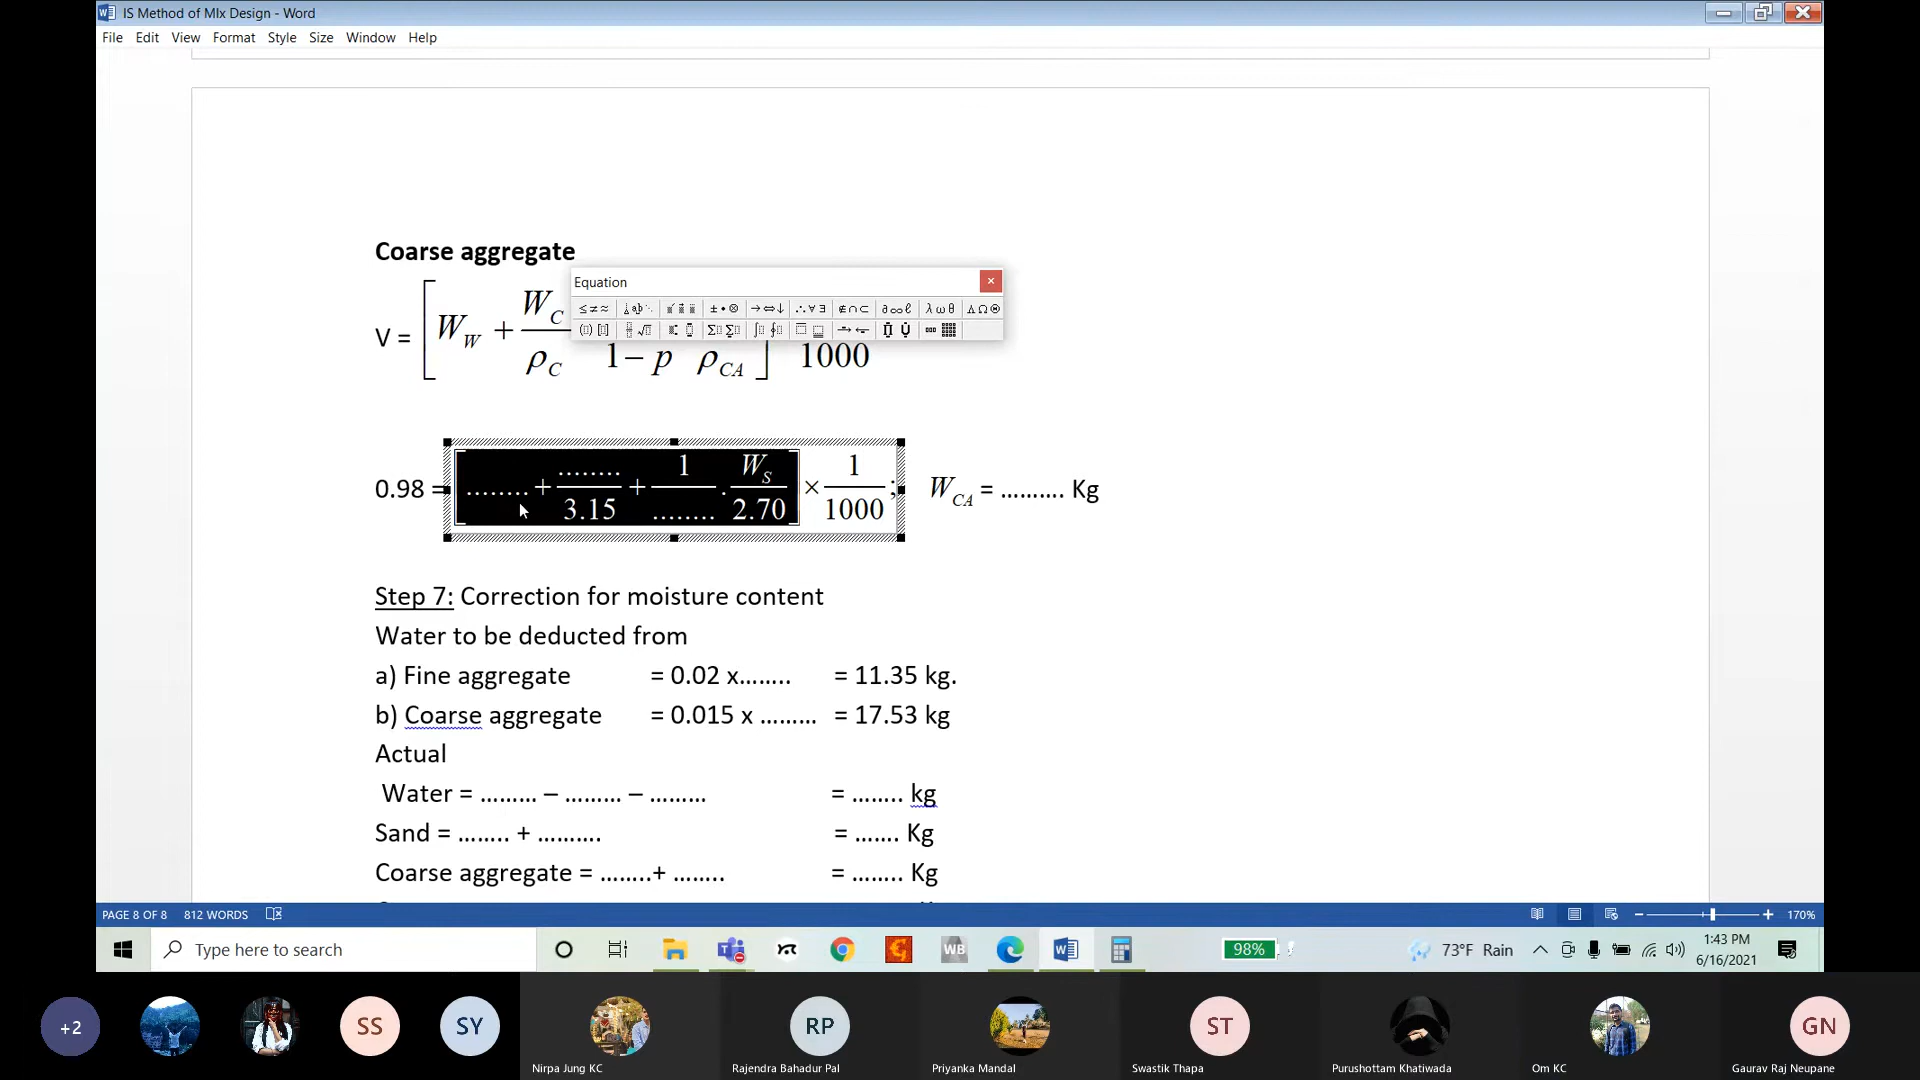 IS Method of MIx Design - Word
File Edit View Format Style Size Window Help
Coarse aggregate
Equation
V = [ W_W + W_C / ρ_C 1 − p ρ_CA ] 1000
0.98 = [ ........ + ........ / 3.15 + 1 / ........ . W_S / 2.70 ] × 1 / 1000 ; W_CA = ………. Kg
Step 7: Correction for moisture content
Water to be deducted from
a) Fine aggregate = 0.02 x…….. = 11.35 kg.
b) Coarse aggregate = 0.015 x ……… = 17.53 kg
Actual
Water = ……… – ……… – ……… = …….. kg
Sand = …….. + ………. = ……. Kg
Coarse aggregate = ……..+ …….. = …….. Kg
PAGE 8 OF 8 812 WORDS 170%
Type here to search WB 98% 73°F Rain 1:43 PM
6/16/2021
+2 SS SY RP ST GN
Nirpa Jung KC Rajendra Bahadur Pal Priyanka Mandal Swastik Thapa Purushottam Khatiwada Om KC Gaurav Raj Neupane